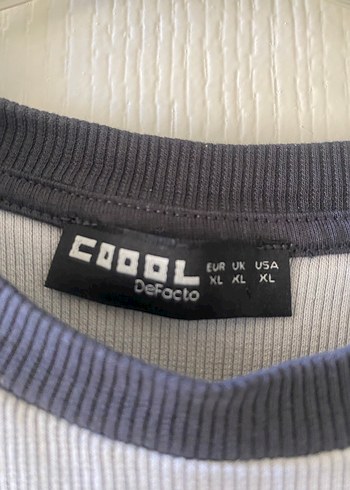 COOOL
DeFacto
EUR UK USA
XL XL XL